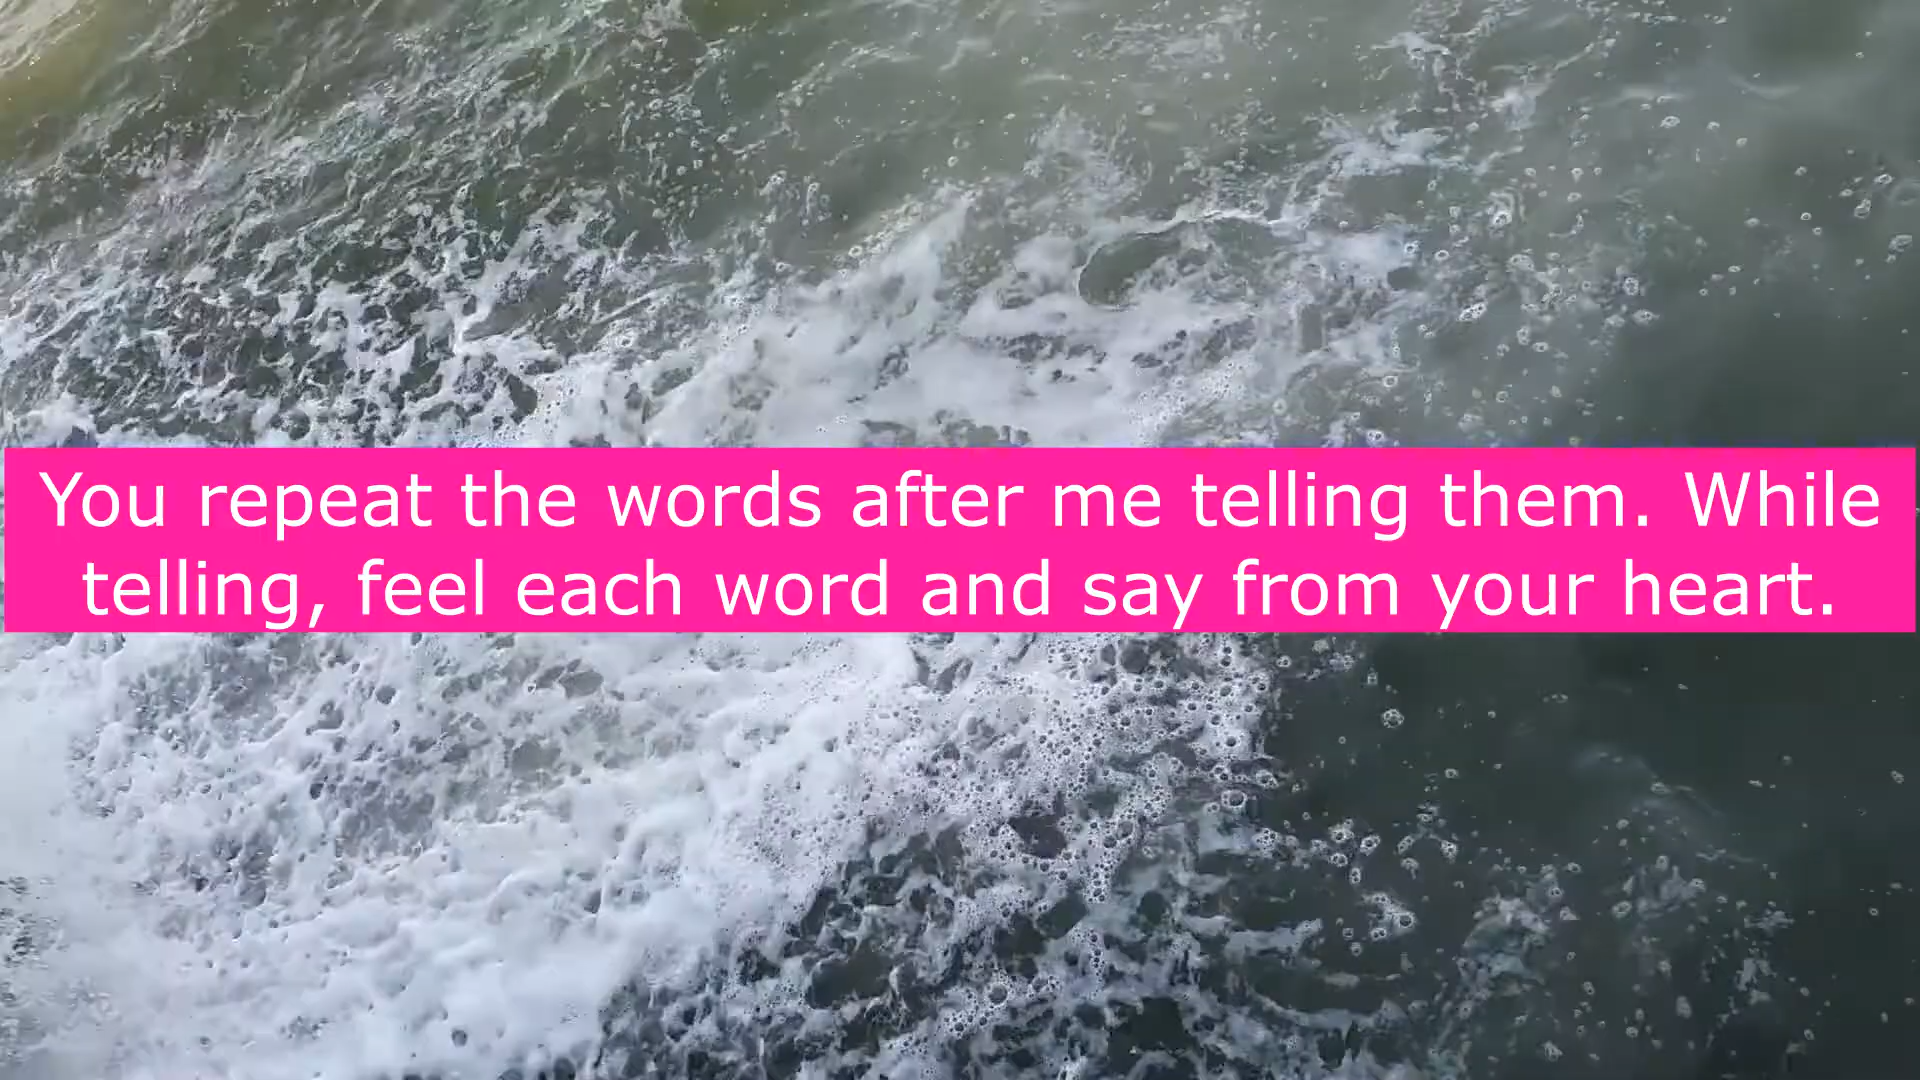 You repeat the words after me telling them. While
telling, feel each word and say from your heart.